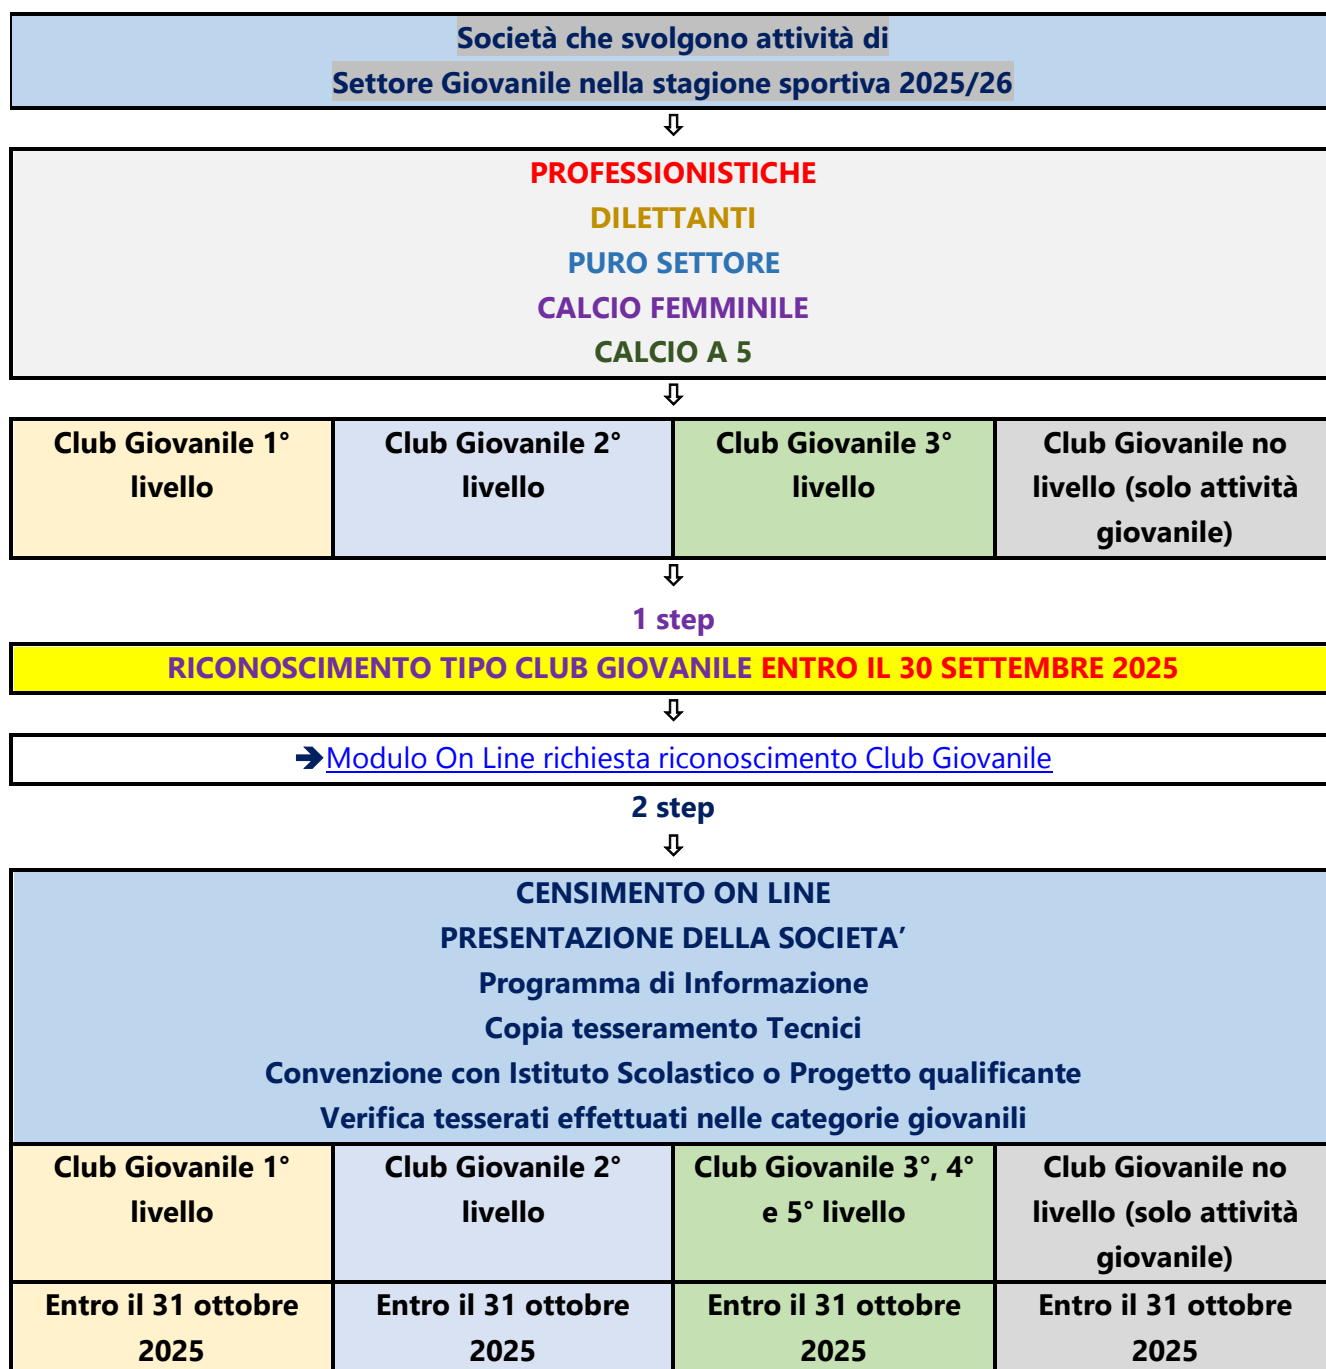 Società che svolgono attività di
Settore Giovanile nella stagione sportiva 2025/26
⇩
PROFESSIONISTICHE
DILETTANTI
PURO SETTORE
CALCIO FEMMINILE
CALCIO A 5
⇩
Club Giovanile 1°
livello
Club Giovanile 2°
livello
Club Giovanile 3°
livello
Club Giovanile no
livello (solo attività
giovanile)
⇩
1 step
RICONOSCIMENTO TIPO CLUB GIOVANILE ENTRO IL 30 SETTEMBRE 2025
⇩
➔Modulo On Line richiesta riconoscimento Club Giovanile
2 step
⇩
CENSIMENTO ON LINE
PRESENTAZIONE DELLA SOCIETA’
Programma di Informazione
Copia tesseramento Tecnici
Convenzione con Istituto Scolastico o Progetto qualificante
Verifica tesserati effettuati nelle categorie giovanili
Club Giovanile 1°
livello
Club Giovanile 2°
livello
Club Giovanile 3°, 4°
e 5° livello
Club Giovanile no
livello (solo attività
giovanile)
Entro il 31 ottobre
2025
Entro il 31 ottobre
2025
Entro il 31 ottobre
2025
Entro il 31 ottobre
2025